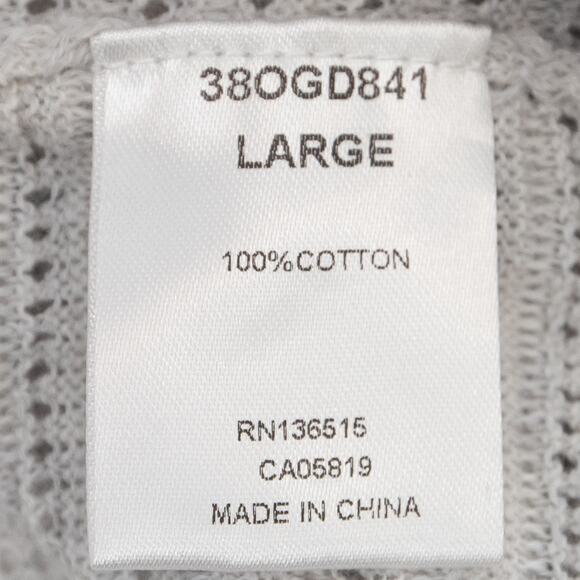 38OGD841
LARGE
100%COTTON
RN136515
CA05819
MADE IN CHINA